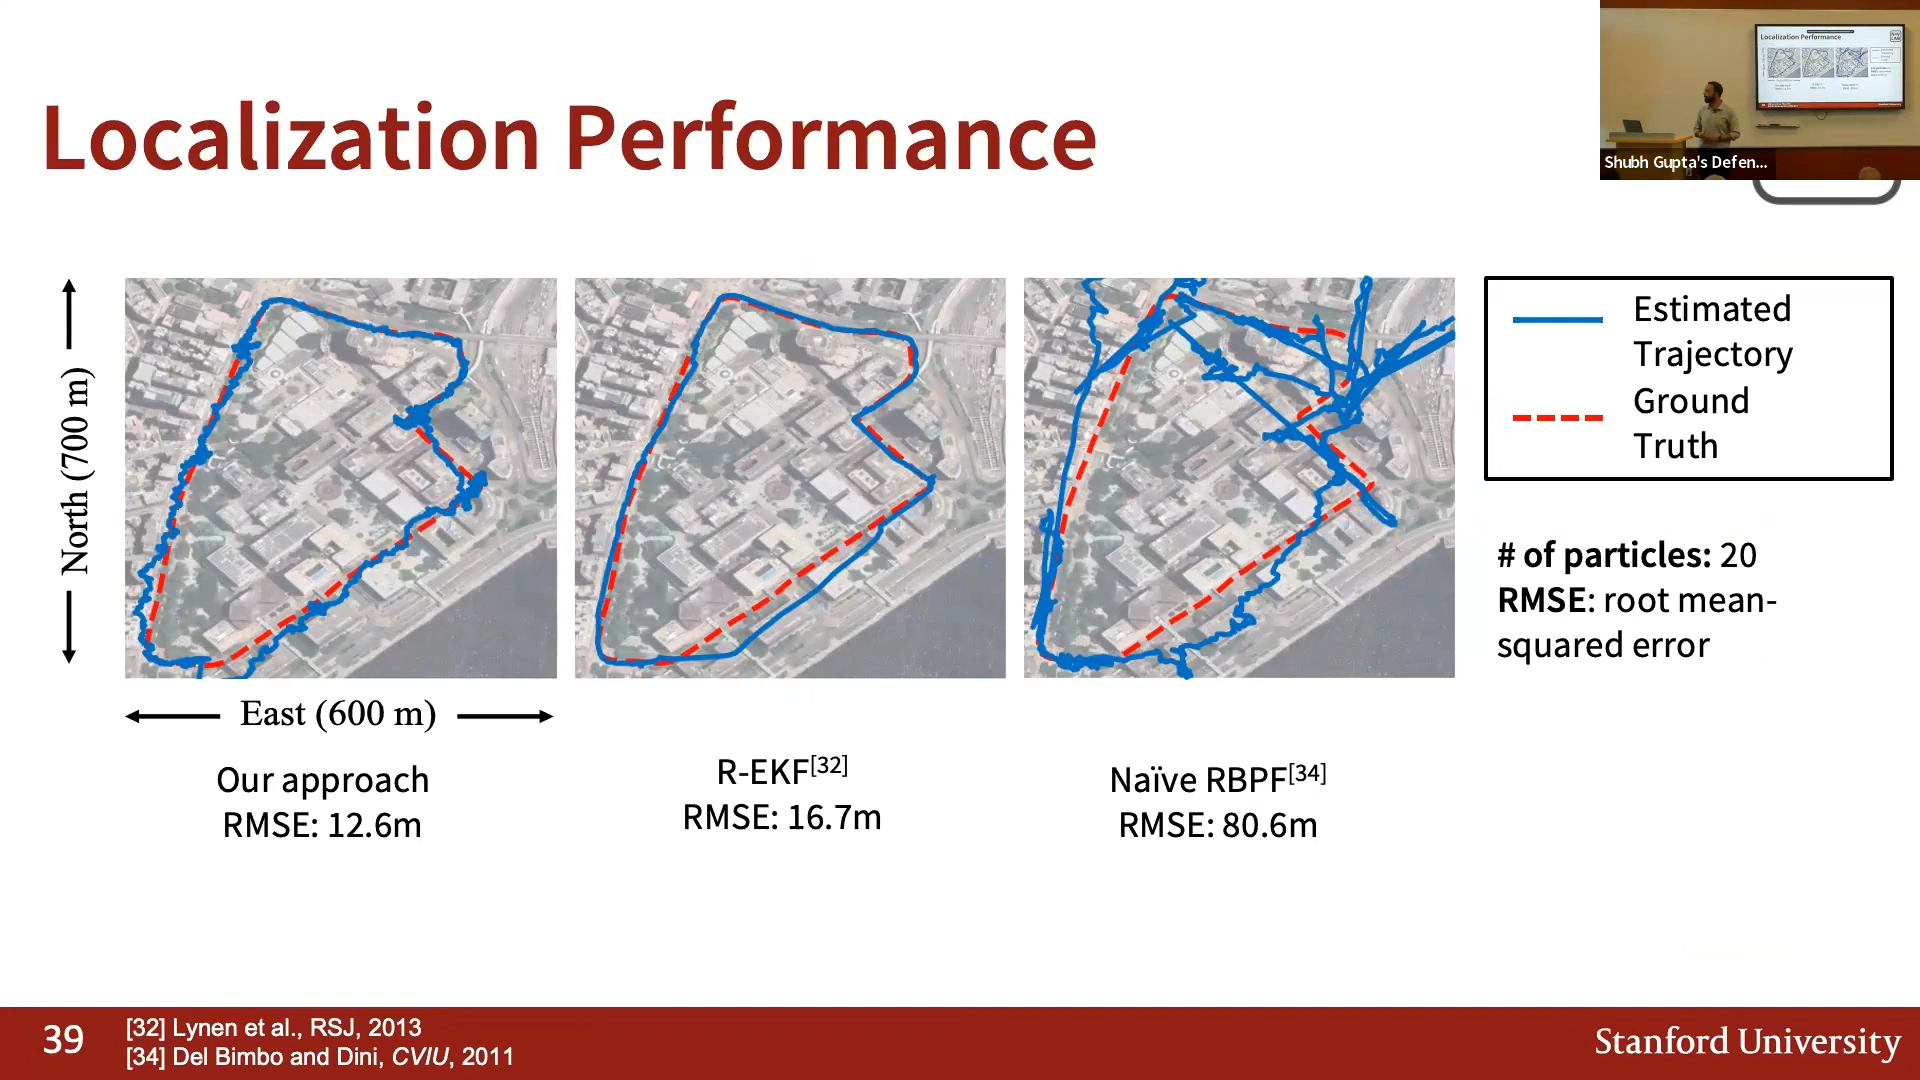 Localization Performance
Localization Performance
Shubh Gupta's Defen...
North (700 m)
East (600 m)
Our approach
RMSE: 12.6m
R-EKF[32]
RMSE: 16.7m
Naïve RBPF[34]
RMSE: 80.6m
Estimated
Trajectory
Ground
Truth
# of particles: 20
RMSE: root mean-
squared error
39
[32] Lynen et al., RSJ, 2013
[34] Del Bimbo and Dini, CVIU, 2011
Stanford University